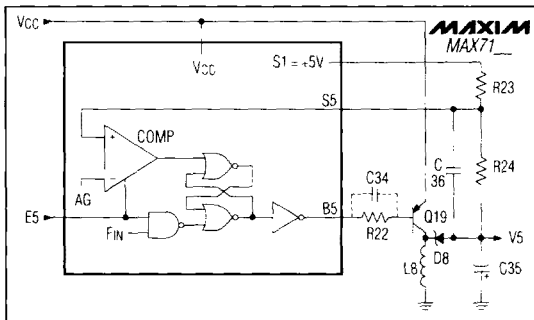 VCC
MAXIM
MAX71__
VCC
S1 = +5V
R23
S5
COMP
+
C
36
R24
C34
AG
−
E5
FIN
B5
R22
Q19
V5
D8
L8
C35
+